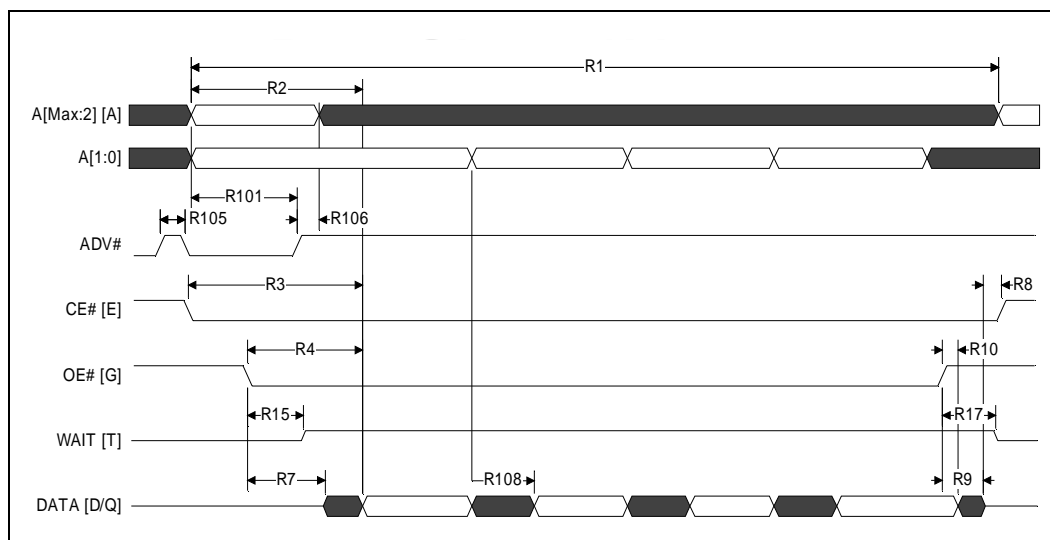 R1
R2
A[Max:2] [A]
A[1:0]
R101
R105
R106
ADV#
R3
R8
CE# [E]
R4
R10
OE# [G]
R15
R17
WAIT [T]
R7
R108
R9
DATA [D/Q]